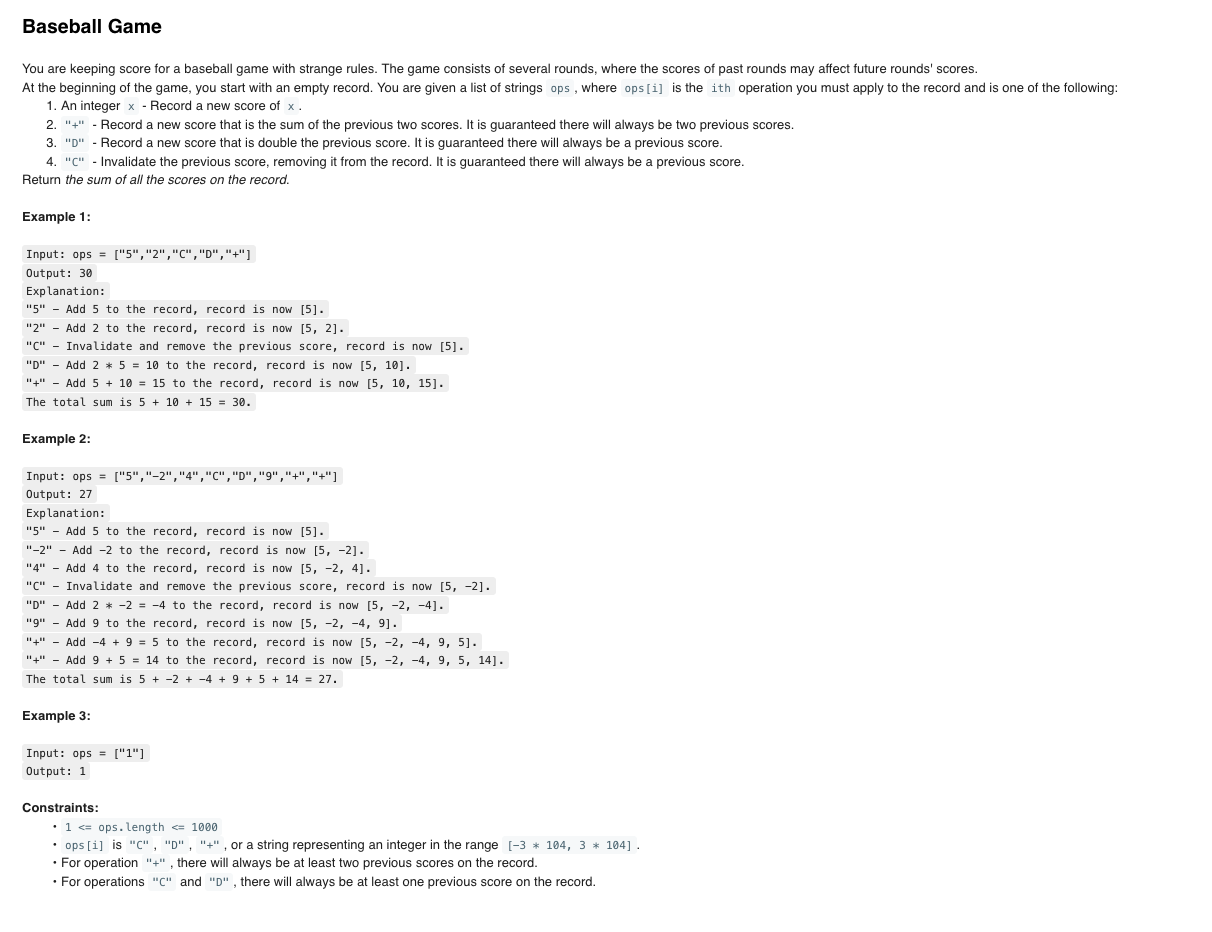 Baseball Game
You are keeping score for a baseball game with strange rules. The game consists of several rounds, where the scores of past rounds may affect future rounds' scores.
At the beginning of the game, you start with an empty record. You are given a list of strings ops, where ops[i] is the ith operation you must apply to the record and is one of the following:
1. An integer x - Record a new score of x.
2. "+" - Record a new score that is the sum of the previous two scores. It is guaranteed there will always be two previous scores.
3. "D" - Record a new score that is double the previous score. It is guaranteed there will always be a previous score.
4. "C" - Invalidate the previous score, removing it from the record. It is guaranteed there will always be a previous score.
Return the sum of all the scores on the record.
Example 1:
Input: ops = ["5","2","C","D","+"]
Output: 30
Explanation:
"5" - Add 5 to the record, record is now [5].
"2" - Add 2 to the record, record is now [5, 2].
"C" - Invalidate and remove the previous score, record is now [5].
"D" - Add 2 * 5 = 10 to the record, record is now [5, 10].
"+" - Add 5 + 10 = 15 to the record, record is now [5, 10, 15].
The total sum is 5 + 10 + 15 = 30.
Example 2:
Input: ops = ["5","-2","4","C","D","9","+","+"]
Output: 27
Explanation:
"5" - Add 5 to the record, record is now [5].
"-2" - Add -2 to the record, record is now [5, -2].
"4" - Add 4 to the record, record is now [5, -2, 4].
"C" - Invalidate and remove the previous score, record is now [5, -2].
"D" - Add 2 * -2 = -4 to the record, record is now [5, -2, -4].
"9" - Add 9 to the record, record is now [5, -2, -4, 9].
"+" - Add -4 + 9 = 5 to the record, record is now [5, -2, -4, 9, 5].
"+" - Add 9 + 5 = 14 to the record, record is now [5, -2, -4, 9, 5, 14].
The total sum is 5 + -2 + -4 + 9 + 5 + 14 = 27.
Example 3:
Input: ops = ["1"]
Output: 1
Constraints:
• 1 <= ops.length <= 1000
• ops[i] is "C", "D", "+", or a string representing an integer in the range [-3 * 104, 3 * 104].
• For operation "+", there will always be at least two previous scores on the record.
• For operations "C" and "D", there will always be at least one previous score on the record.